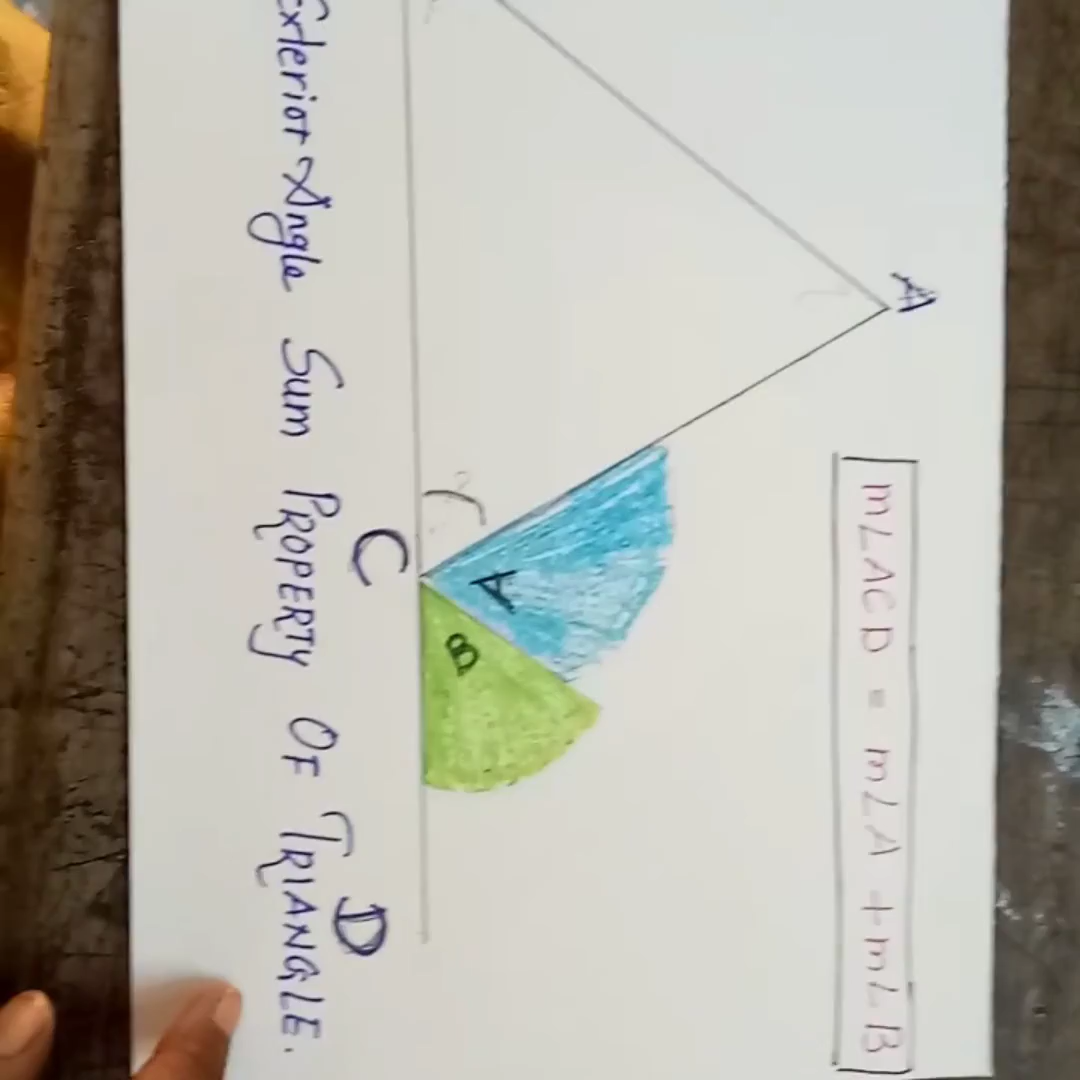 m∠ACD = m∠A + m∠B
A
A
B
C
D
Exterior Angle Sum PROPERTY OF TRIANGLE.